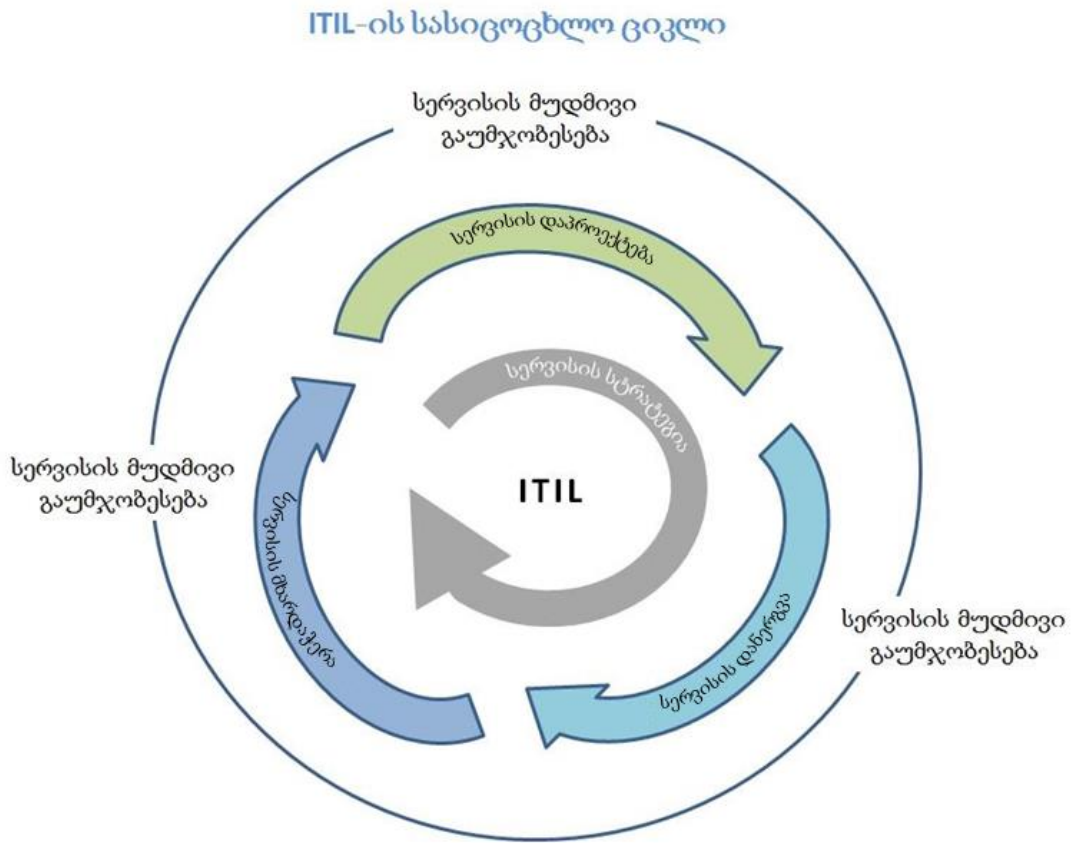 ITIL-ის სასიცოცხლო ციკლი
სერვისის მუდმივი
გაუმჯობესება
სერვისის დაპროექტება
სერვისის სტრატეგია
ITIL
სერვისის მუდმივი
გაუმჯობესება
სერვისის მხარდაჭერა
სერვისის დანერგვა
სერვისის მუდმივი
გაუმჯობესება